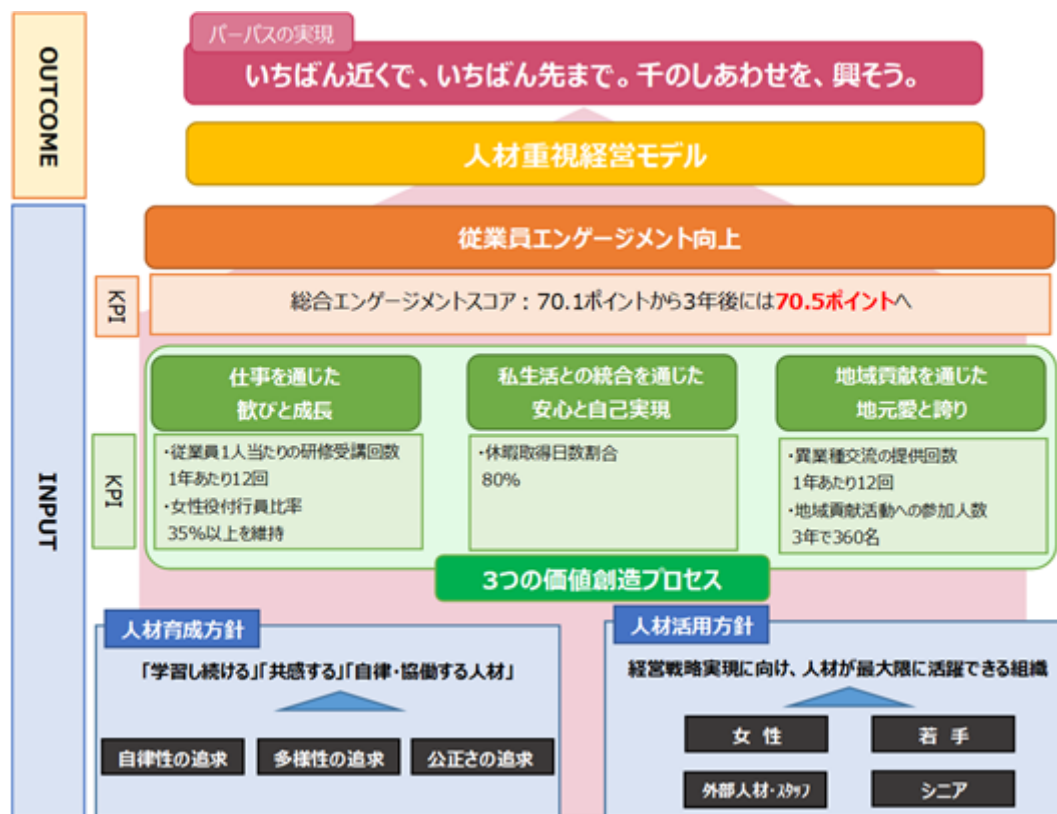 OUTCOME
パーパスの実現
いちばん近くで、いちばん先まで。千のしあわせを、興そう。
人材重視経営モデル
INPUT
従業員エンゲージメント向上
KPI
総合エンゲージメントスコア：70.1ポイントから3年後には70.5ポイントへ
KPI
仕事を通じた
歓びと成長
・従業員1人当たりの研修受講回数
1年あたり12回
・女性役付行員比率
35%以上を維持
私生活との統合を通じた
安心と自己実現
・休暇取得日数割合
80%
地域貢献を通じた
地元愛と誇り
・異業種交流の提供回数
1年あたり12回
・地域貢献活動への参加人数
3年で360名
3つの価値創造プロセス
人材育成方針
「学習し続ける」「共感する」「自律・協働する人材」
自律性の追求
多様性の追求
公正さの追求
人材活用方針
経営戦略実現に向け、人材が最大限に活躍できる組織
女 性
若 手
外部人材・スタッフ
シニア